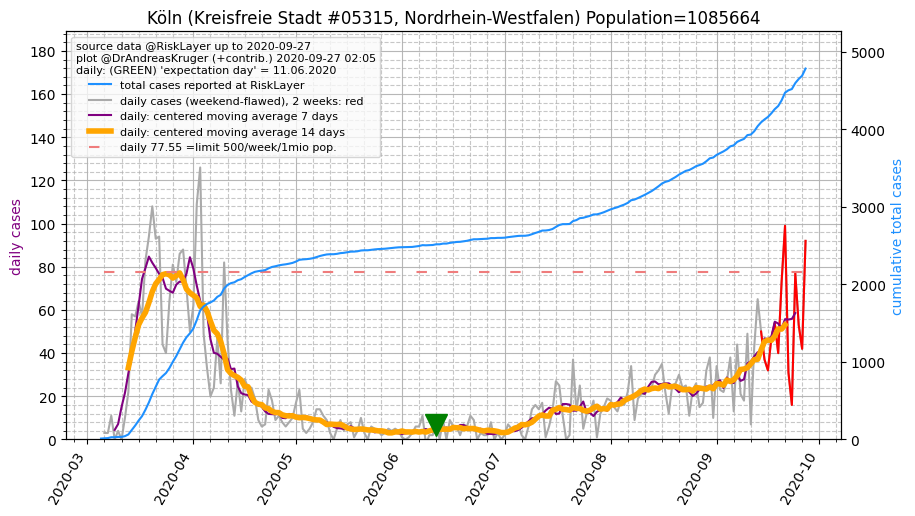 Köln (Kreisfreie Stadt #05315, Nordrhein-Westfalen) Population=1085664
source data @RiskLayer up to 2020-09-27
plot @DrAndreasKruger (+contrib.) 2020-09-27 02:05
daily: (GREEN) 'expectation day' = 11.06.2020
total cases reported at RiskLayer
daily cases (weekend-flawed), 2 weeks: red
daily: centered moving average 7 days
daily: centered moving average 14 days
daily 77.55 =limit 500/week/1mio pop.
daily cases
180
160
140
120
100
80
60
40
20
0
cumulative total cases
5000
4000
3000
2000
1000
0
2020-03
2020-04
2020-05
2020-06
2020-07
2020-08
2020-09
2020-10